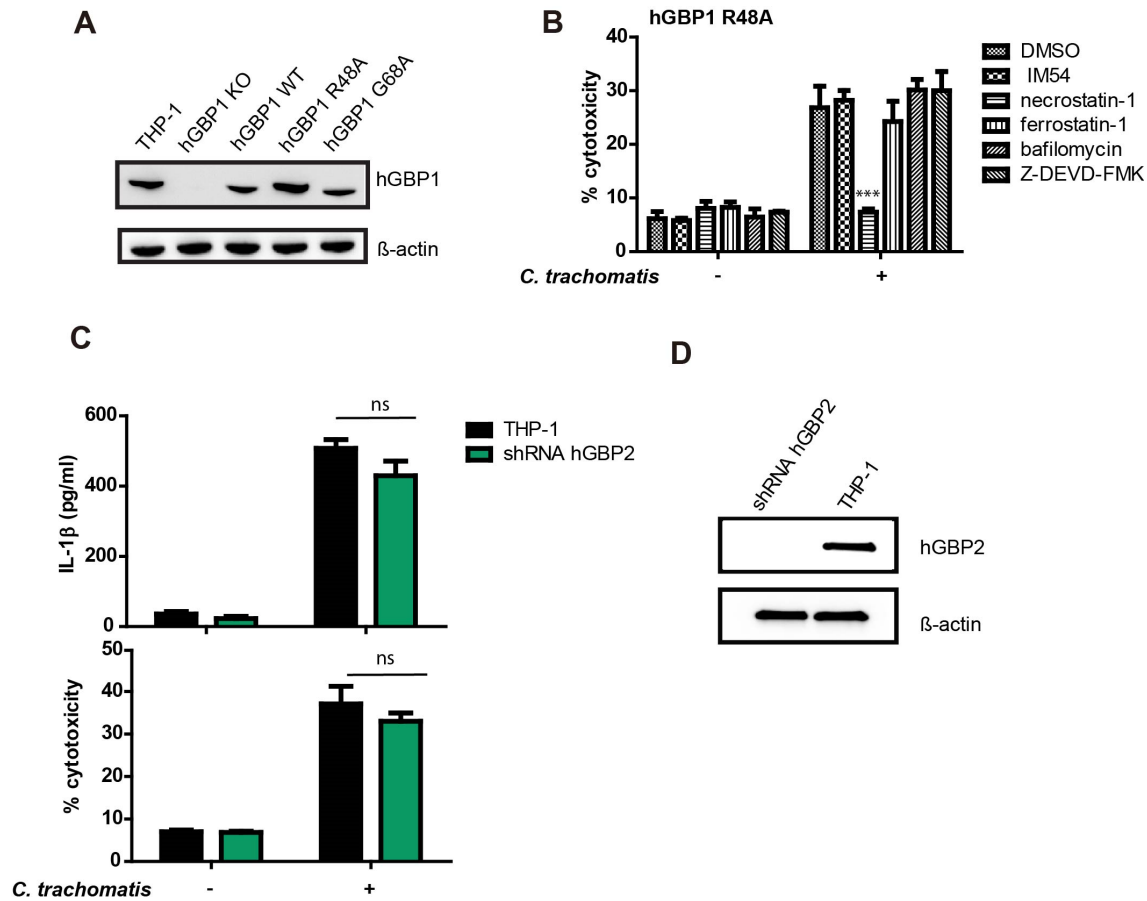 A
THP-1
hGBP1 KO
hGBP1 WT
hGBP1 R48A
hGBP1 G68A
hGBP1
ß-actin
B
hGBP1 R48A
% cytotoxicity
40
30
20
10
0
***
C. trachomatis
-
+
DMSO
IM54
necrostatin-1
ferrostatin-1
bafilomycin
Z-DEVD-FMK
C
IL-1β (pg/ml)
600
400
200
0
ns
THP-1
shRNA hGBP2
% cytotoxicity
50
40
30
20
10
0
ns
C. trachomatis
-
+
D
shRNA hGBP2
THP-1
hGBP2
ß-actin